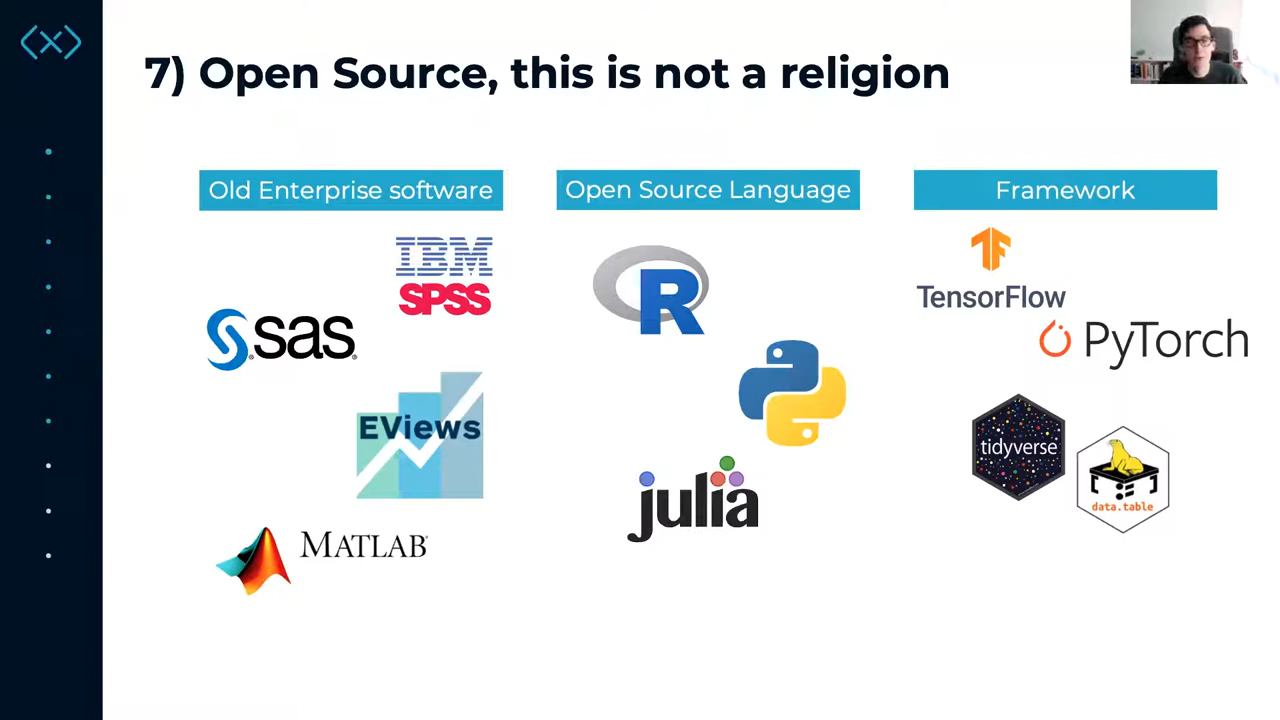 7) Open Source, this is not a religion
Old Enterprise software
Open Source Language
Framework
IBM
SPSS
sas
EViews
MATLAB
R
julia
TensorFlow
PyTorch
tidyverse
data.table